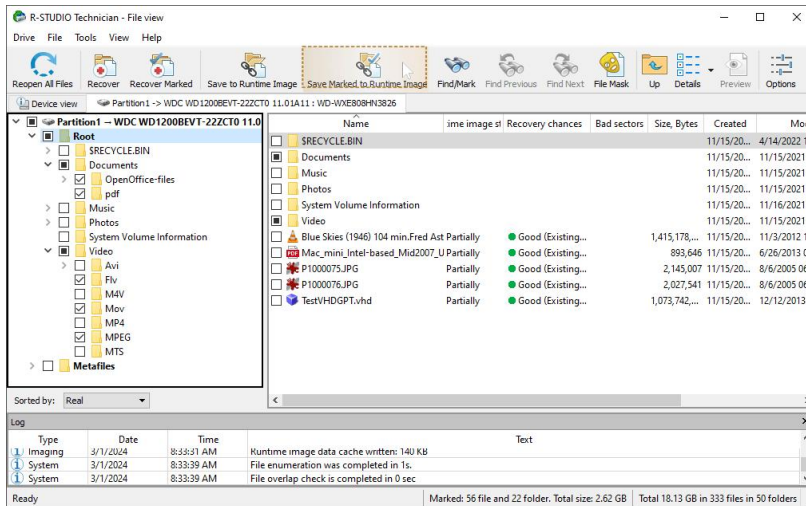 R-STUDIO Technician - File view
Drive File Tools View Help
Reopen All Files Recover Recover Marked Save to Runtime Image Save Marked to Runtime Image Find/Mark Find Previous Find Next File Mask Up Details Preview Options
Device view Partition1 -> WDC WD1200BEVT-22ZCT0 11.01A11 : WD-WXE808HN3826
Partition1 → WDC WD1200BEVT-22ZCT0 11.0
Root
$RECYCLE.BIN
Documents
OpenOffice-files
pdf
Music
Photos
System Volume Information
Video
Avi
Flv
M4V
Mov
MP4
MPEG
MTS
Metafiles
Sorted by: Real
Name ime image st Recovery chances Bad sectors Size, Bytes Created Mo
$RECYCLE.BIN 11/15/20... 4/14/2022 1
Documents 11/15/20... 11/15/2021
Music 11/15/20... 11/15/2021
Photos 11/15/20... 11/15/2021
System Volume Information 11/15/20... 11/16/2021
Video 11/15/20... 11/15/2021
Blue Skies (1946) 104 min.Fred Ast Partially Good (Existing... 1,415,178,... 11/15/20... 11/3/2012 1
Mac_mini_Intel-based_Mid2007_U Partially Good (Existing... 893,646 11/15/20... 6/26/2013 0
P1000075.JPG Partially Good (Existing... 2,145,007 11/15/20... 8/6/2005 06
P1000076.JPG Partially Good (Existing... 2,027,541 11/15/20... 8/6/2005 06
TestVHDGPT.vhd Partially Good (Existing... 1,073,742,... 11/15/20... 12/12/2013
Log
Type Date Time Text
Imaging 3/1/2024 8:33:31 AM Runtime image data cache written: 140 KB
System 3/1/2024 8:33:39 AM File enumeration was completed in 1s.
System 3/1/2024 8:33:39 AM File overlap check is completed in 0 sec
Ready Marked: 56 file and 22 folder. Total size: 2.62 GB Total 18.13 GB in 333 files in 50 folders